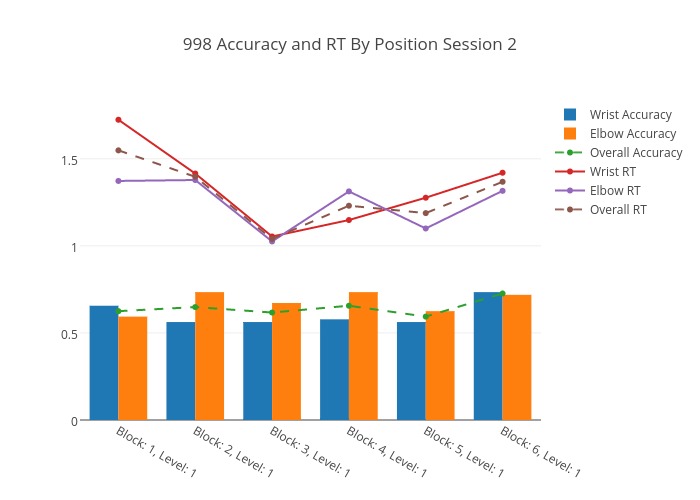 998 Accuracy and RT By Position Session 2
Wrist Accuracy
Elbow Accuracy
Overall Accuracy
Wrist RT
Elbow RT
Overall RT
1.5
1
0.5
0
Block: 1, Level: 1
Block: 2, Level: 1
Block: 3, Level: 1
Block: 4, Level: 1
Block: 5, Level: 1
Block: 6, Level: 1